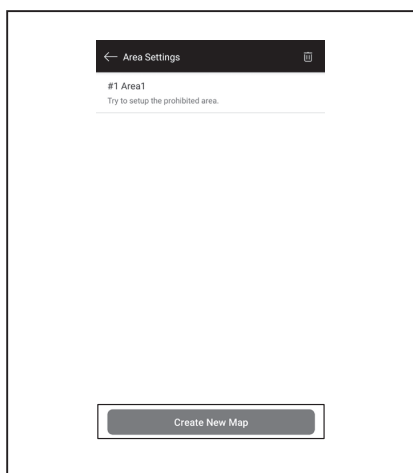 Area Settings
#1 Area1
Try to setup the prohibited area.
Create New Map